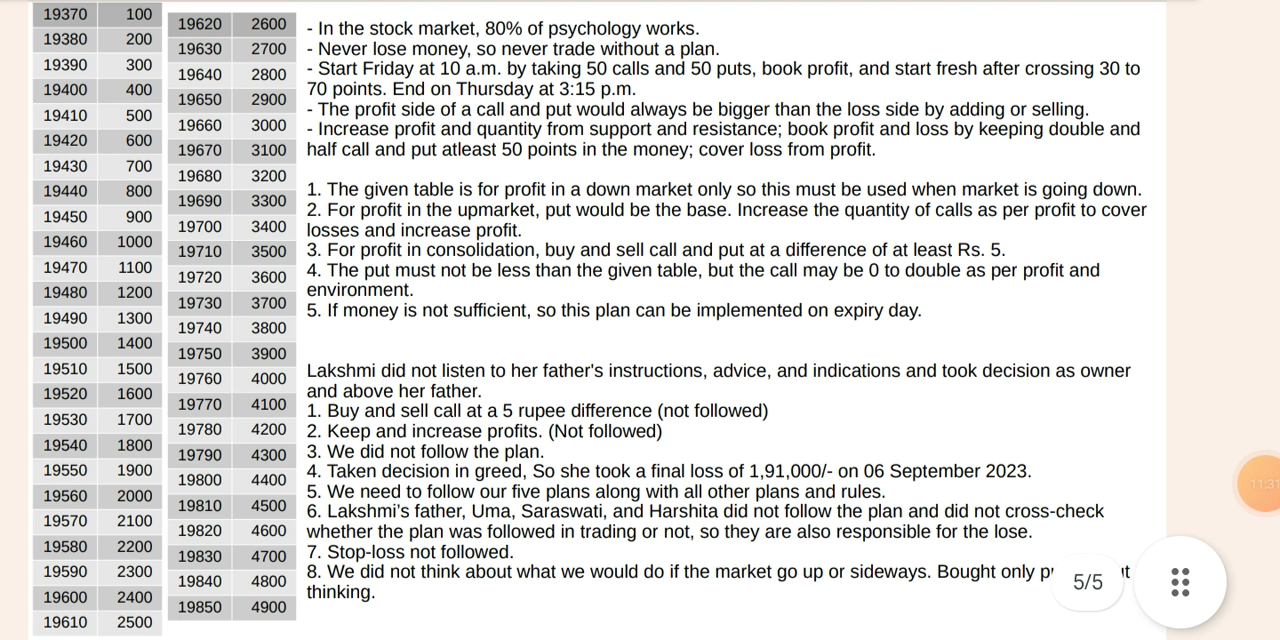 19370 100
19380 200
19390 300
19400 400
19410 500
19420 600
19430 700
19440 800
19450 900
19460 1000
19470 1100
19480 1200
19490 1300
19500 1400
19510 1500
19520 1600
19530 1700
19540 1800
19550 1900
19560 2000
19570 2100
19580 2200
19590 2300
19600 2400
19610 2500
19620 2600
19630 2700
19640 2800
19650 2900
19660 3000
19670 3100
19680 3200
19690 3300
19700 3400
19710 3500
19720 3600
19730 3700
19740 3800
19750 3900
19760 4000
19770 4100
19780 4200
19790 4300
19800 4400
19810 4500
19820 4600
19830 4700
19840 4800
19850 4900
- In the stock market, 80% of psychology works.
- Never lose money, so never trade without a plan.
- Start Friday at 10 a.m. by taking 50 calls and 50 puts, book profit, and start fresh after crossing 30 to
70 points. End on Thursday at 3:15 p.m.
- The profit side of a call and put would always be bigger than the loss side by adding or selling.
- Increase profit and quantity from support and resistance; book profit and loss by keeping double and
half call and put atleast 50 points in the money; cover loss from profit.
1. The given table is for profit in a down market only so this must be used when market is going down.
2. For profit in the upmarket, put would be the base. Increase the quantity of calls as per profit to cover
losses and increase profit.
3. For profit in consolidation, buy and sell call and put at a difference of at least Rs. 5.
4. The put must not be less than the given table, but the call may be 0 to double as per profit and
environment.
5. If money is not sufficient, so this plan can be implemented on expiry day.
Lakshmi did not listen to her father's instructions, advice, and indications and took decision as owner
and above her father.
1. Buy and sell call at a 5 rupee difference (not followed)
2. Keep and increase profits. (Not followed)
3. We did not follow the plan.
4. Taken decision in greed, So she took a final loss of 1,91,000/- on 06 September 2023.
5. We need to follow our five plans along with all other plans and rules.
6. Lakshmi's father, Uma, Saraswati, and Harshita did not follow the plan and did not cross-check
whether the plan was followed in trading or not, so they are also responsible for the lose.
7. Stop-loss not followed.
8. We did not think about what we would do if the market go up or sideways. Bought only
thinking.
5/5
11:31